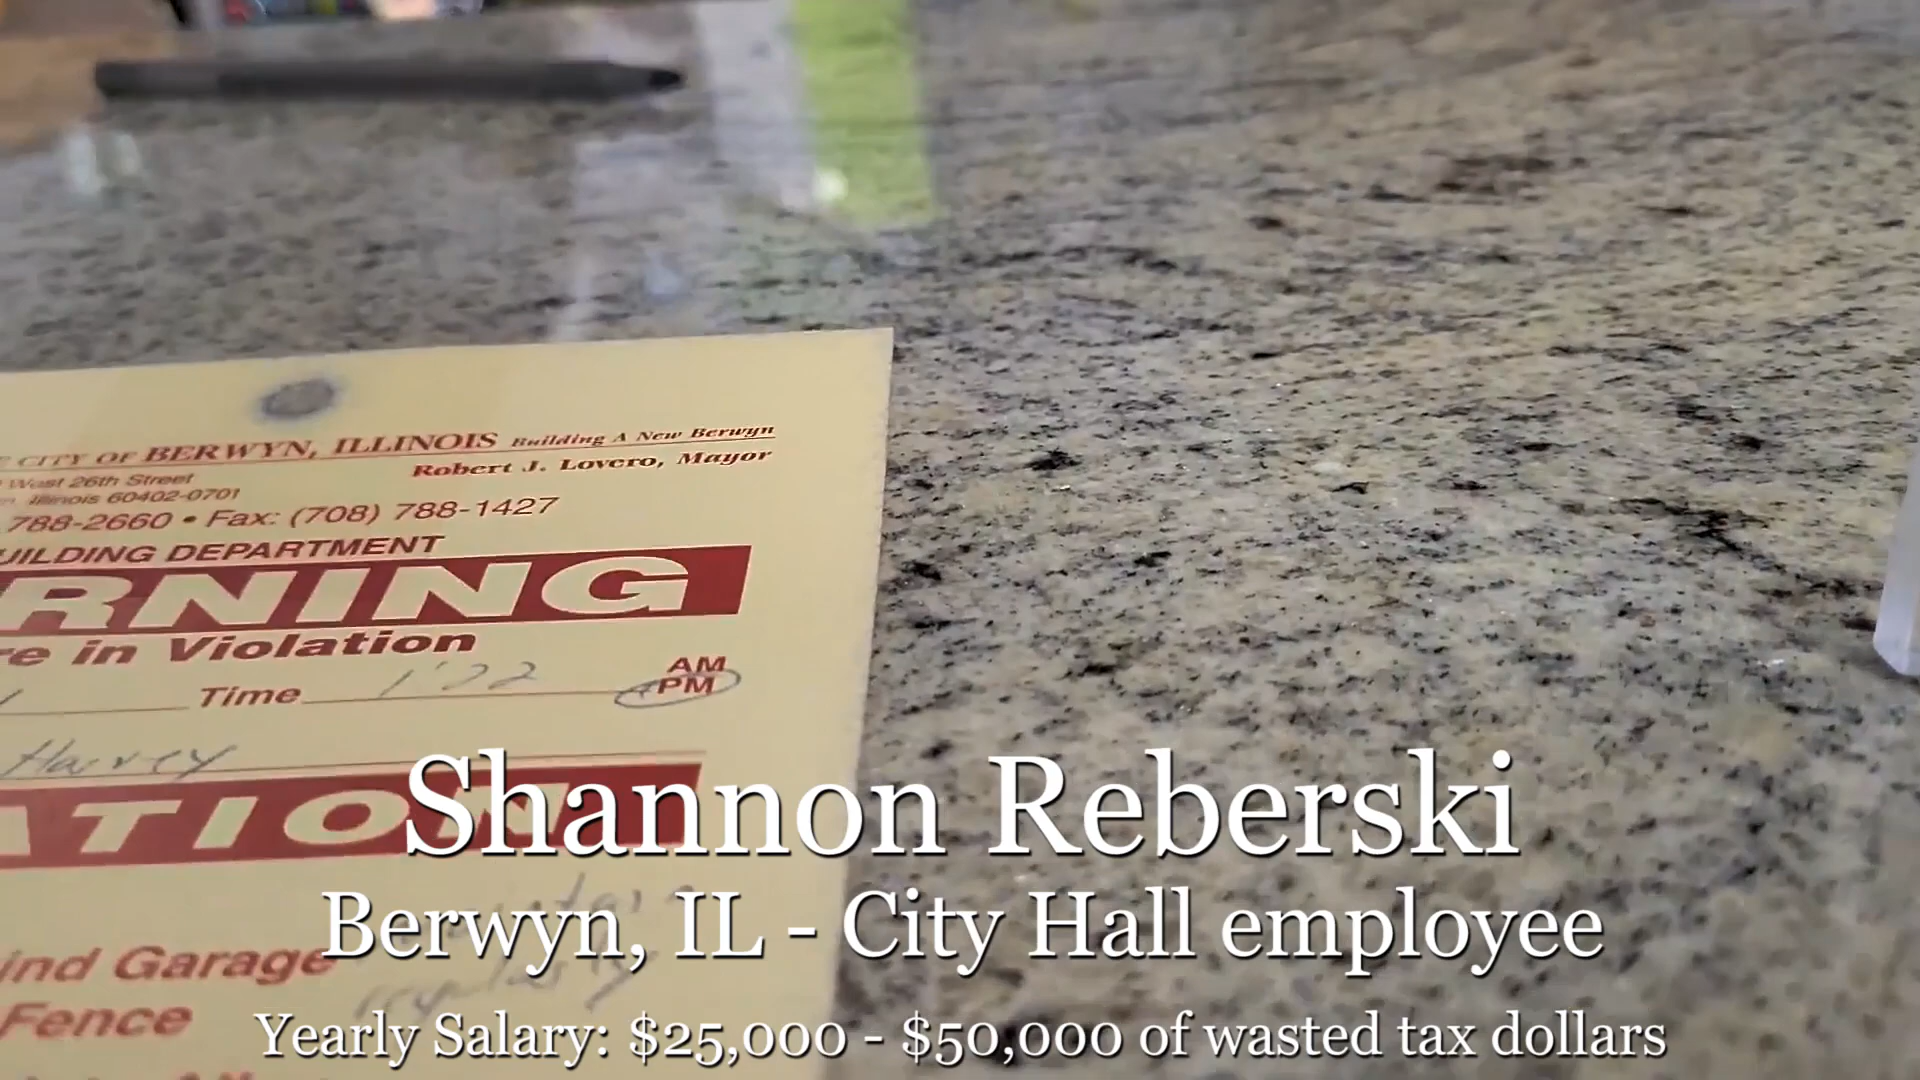 CITY OF BERWYN, ILLINOIS Building A New Berwyn
Robert J. Lovero, Mayor
West 26th Street
Illinois 60402-0701
788-2660 • Fax: (708) 788-1427
UILDING DEPARTMENT
RNING
re in Violation
Time 1:22 AM
PM
Harvey
ATION
ind Garage
Fence
Shannon Reberski
Berwyn, IL - City Hall employee
Yearly Salary: $25,000 - $50,000 of wasted tax dollars